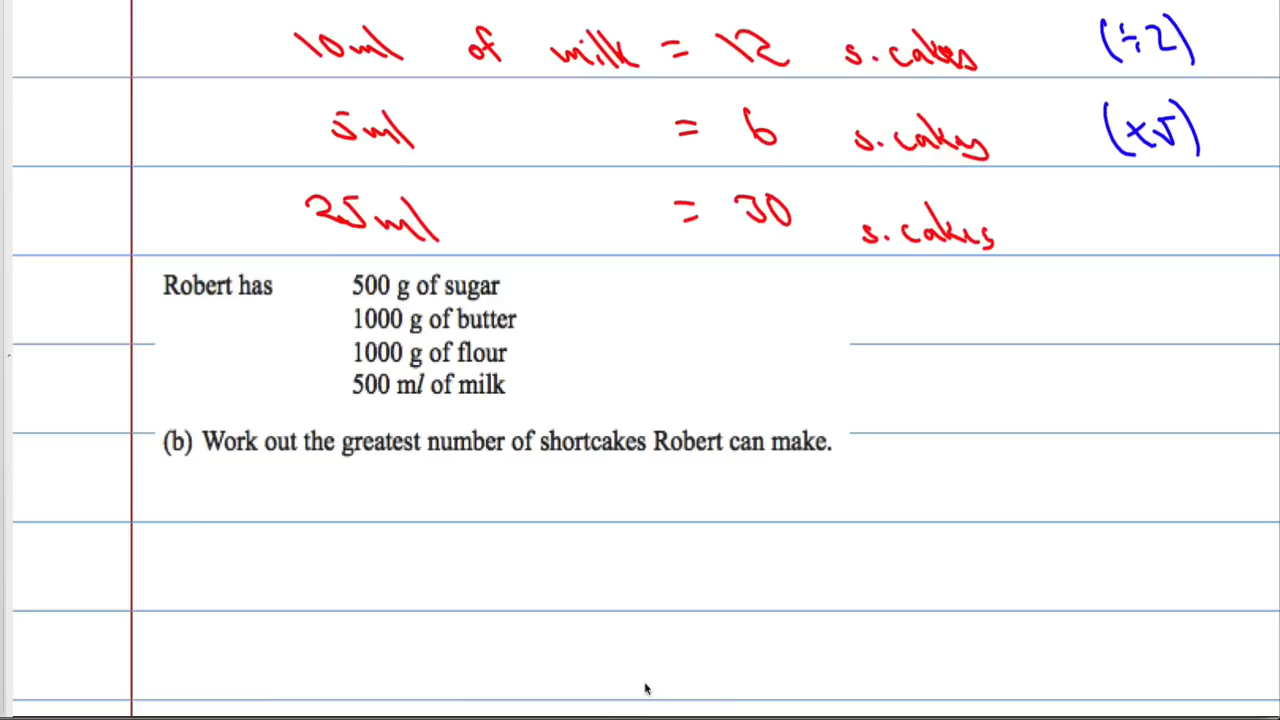 10ml of milk = 12 s.cakes (÷2)
5ml = 6 s.cakes (×5)
25ml = 30 s.cakes
Robert has 500 g of sugar
1000 g of butter
1000 g of flour
500 ml of milk
(b) Work out the greatest number of shortcakes Robert can make.